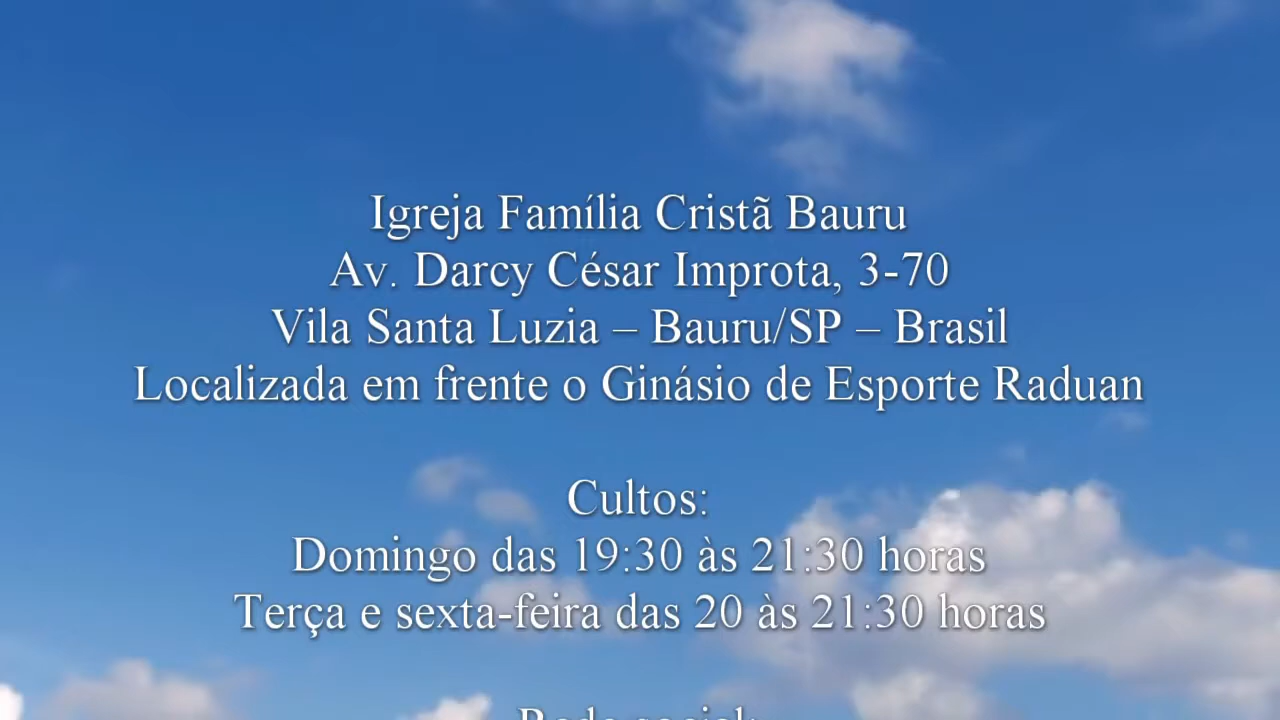 Igreja Família Cristã Bauru
Av. Darcy César Improta, 3-70
Vila Santa Luzia – Bauru/SP – Brasil
Localizada em frente o Ginásio de Esporte Raduan
Cultos:
Domingo das 19:30 às 21:30 horas
Terça e sexta-feira das 20 às 21:30 horas
Rede social: